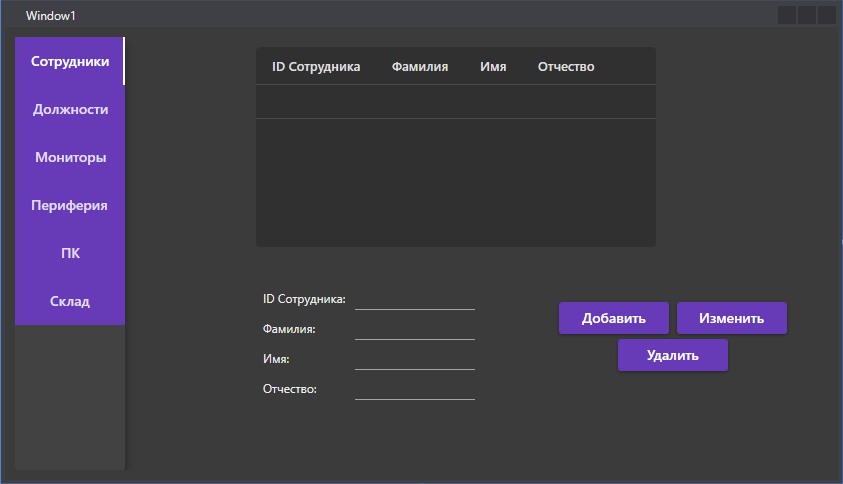 Window1
Сотрудники
Должности
Мониторы
Периферия
ПК
Склад
ID Сотрудника Фамилия Имя Отчество
ID Сотрудника:
Фамилия:
Имя:
Отчество:
Добавить Изменить
Удалить